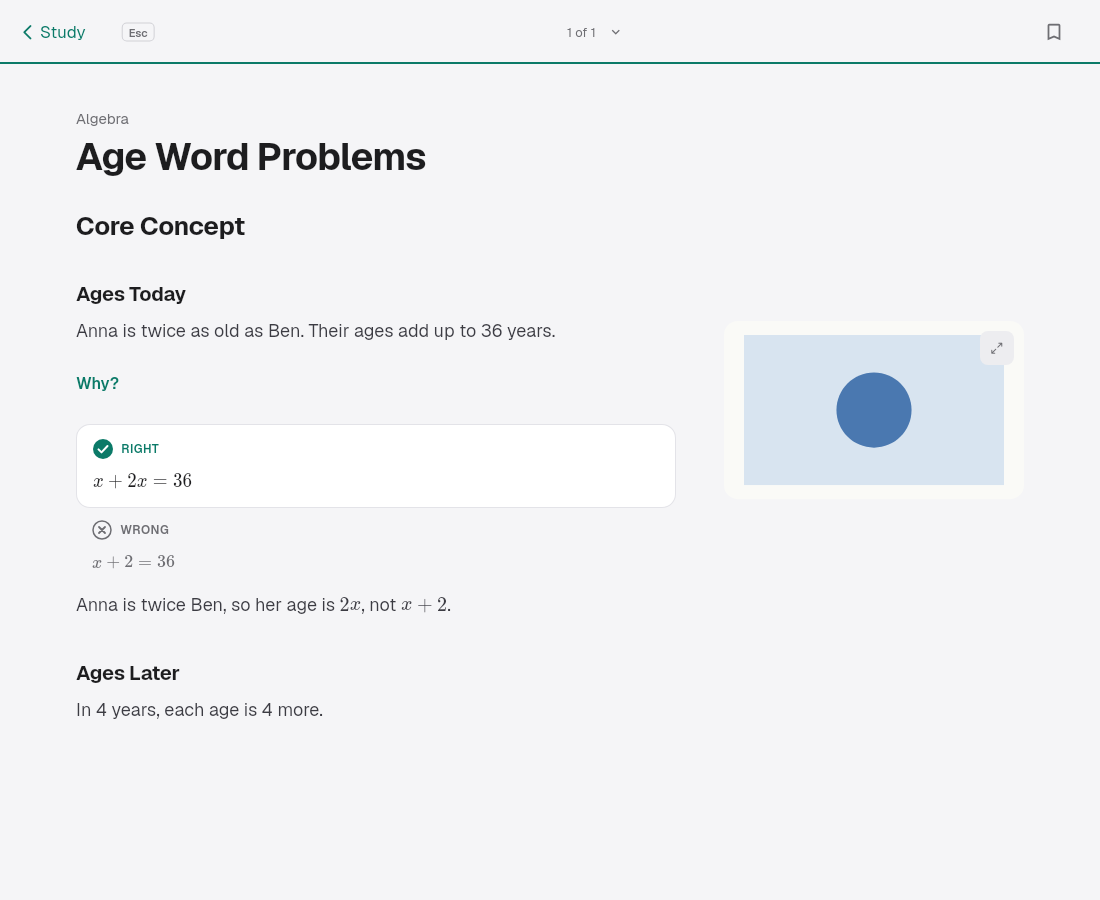 Study
Esc
1 of 1
Algebra
Age Word Problems
Core Concept
Ages Today
Anna is twice as old as Ben. Their ages add up to 36 years.
Why?
RIGHT
x + 2x = 36
WRONG
x + 2 = 36
Anna is twice Ben, so her age is 2x, not x + 2.
Ages Later
In 4 years, each age is 4 more.